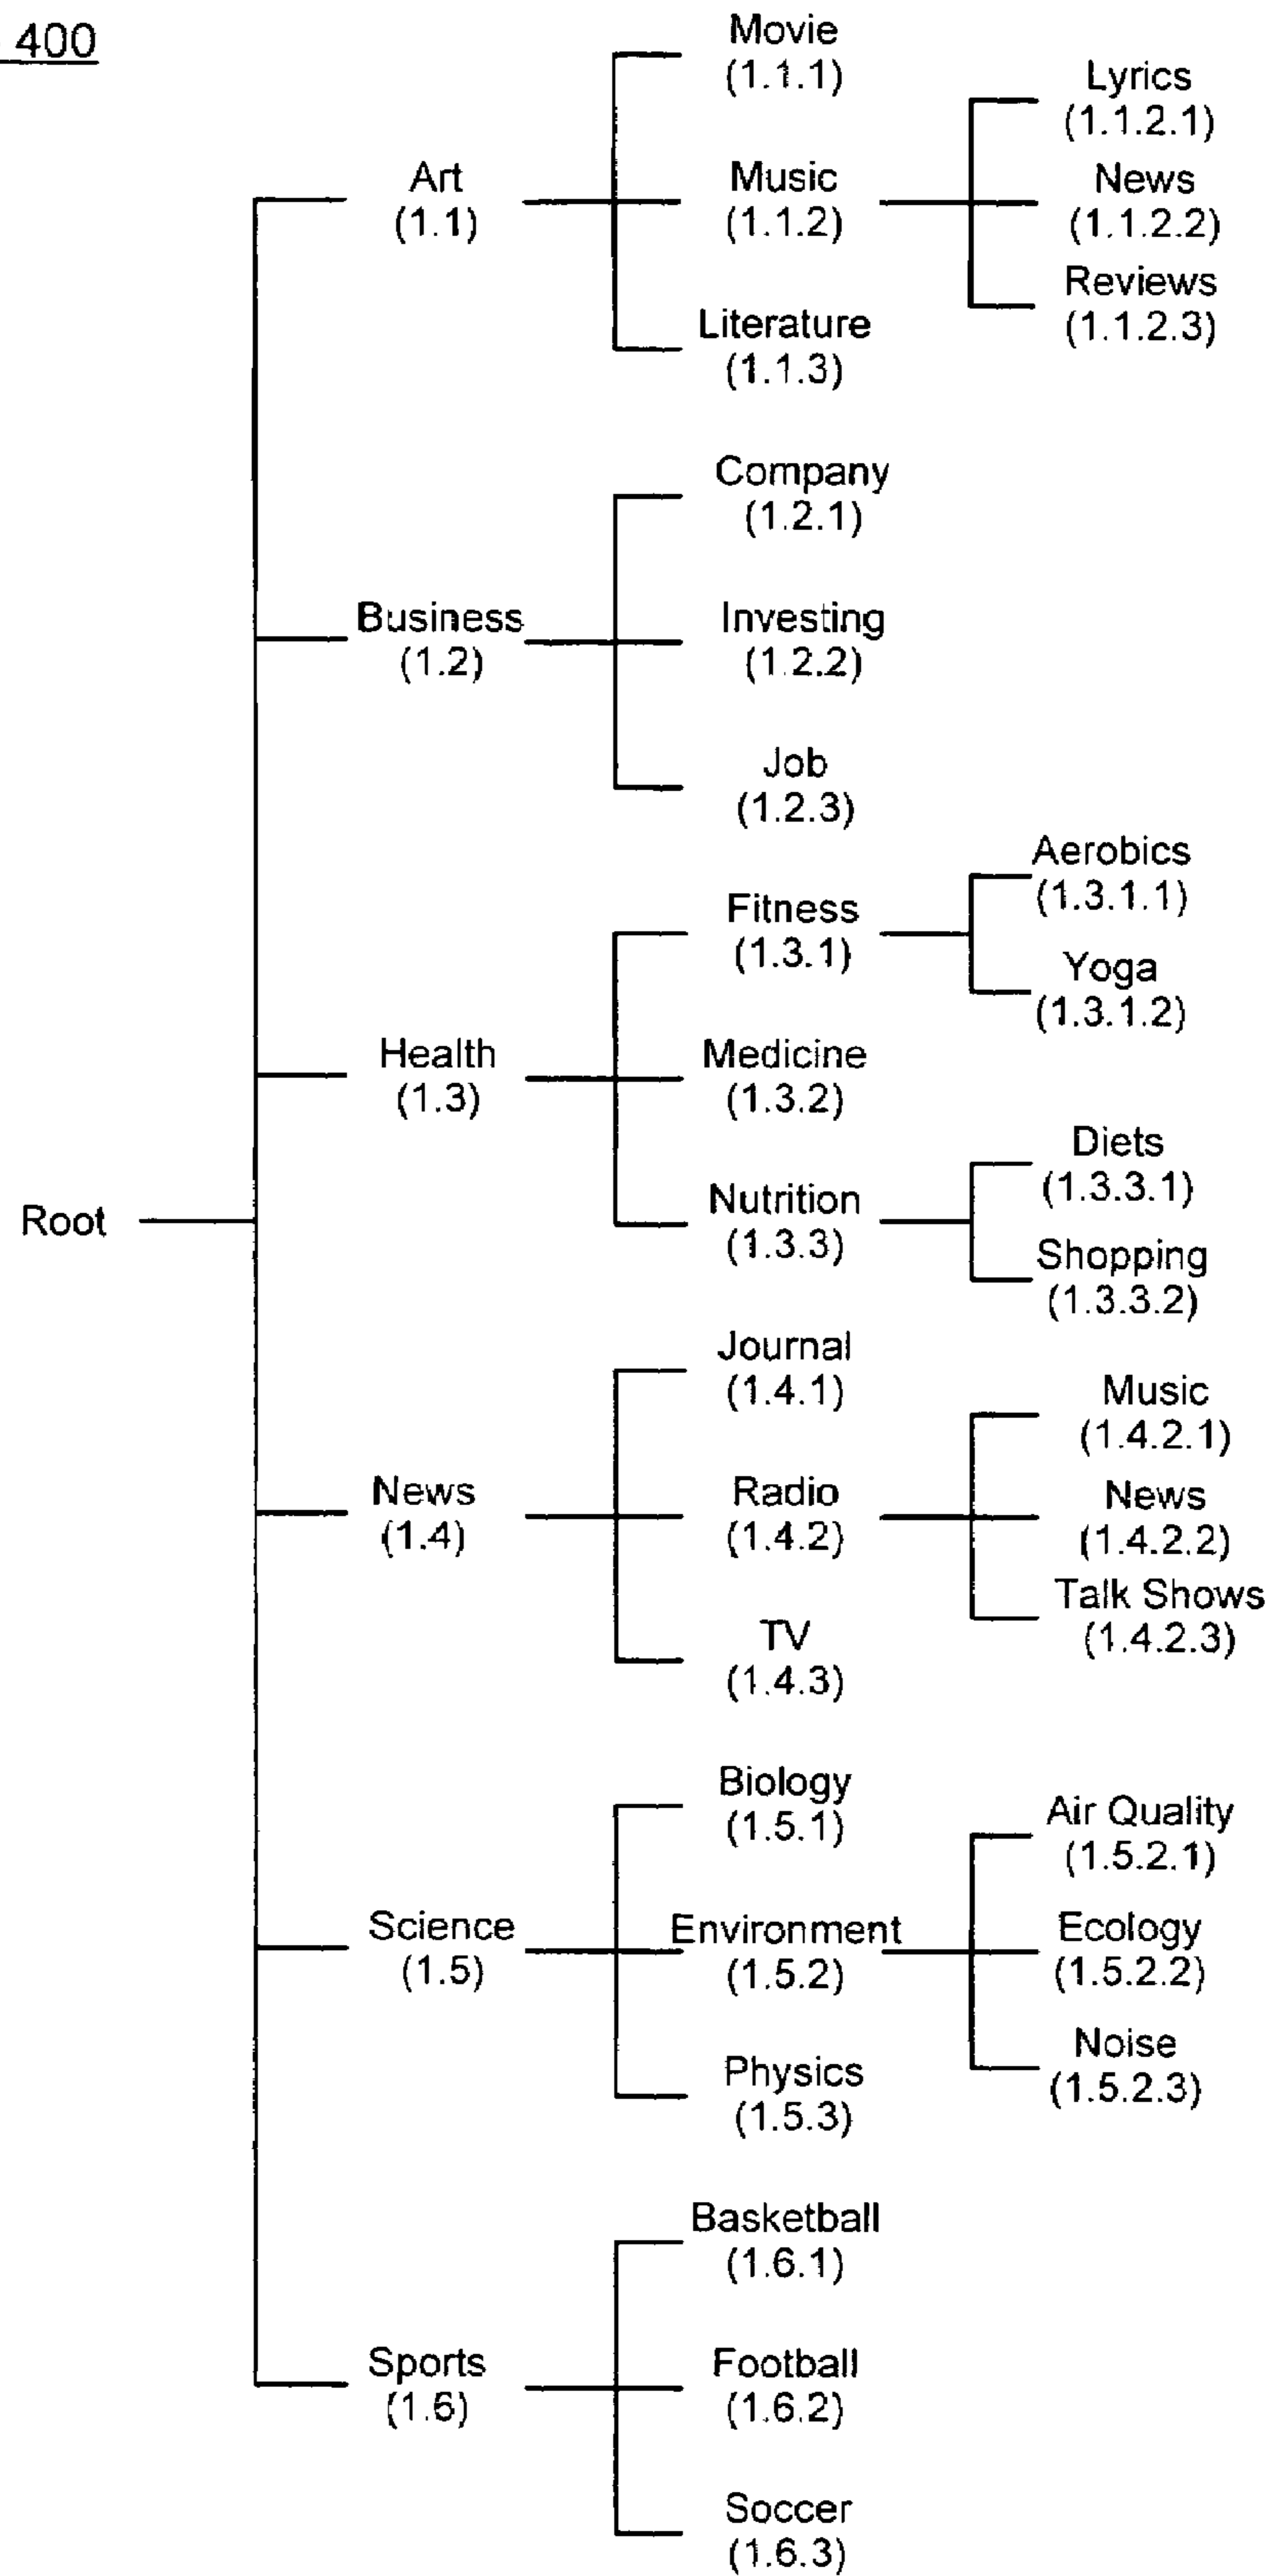 400
Root
Art
(1.1)
Movie
(1.1.1)
Music
(1.1.2)
Lyrics
(1.1.2.1)
News
(1.1.2.2)
Reviews
(1.1.2.3)
Literature
(1.1.3)
Business
(1.2)
Company
(1.2.1)
Investing
(1.2.2)
Job
(1.2.3)
Health
(1.3)
Fitness
(1.3.1)
Aerobics
(1.3.1.1)
Yoga
(1.3.1.2)
Medicine
(1.3.2)
Nutrition
(1.3.3)
Diets
(1.3.3.1)
Shopping
(1.3.3.2)
News
(1.4)
Journal
(1.4.1)
Radio
(1.4.2)
Music
(1.4.2.1)
News
(1.4.2.2)
Talk Shows
(1.4.2.3)
TV
(1.4.3)
Science
(1.5)
Biology
(1.5.1)
Environment
(1.5.2)
Air Quality
(1.5.2.1)
Ecology
(1.5.2.2)
Noise
(1.5.2.3)
Physics
(1.5.3)
Sports
(1.6)
Basketball
(1.6.1)
Football
(1.6.2)
Soccer
(1.6.3)